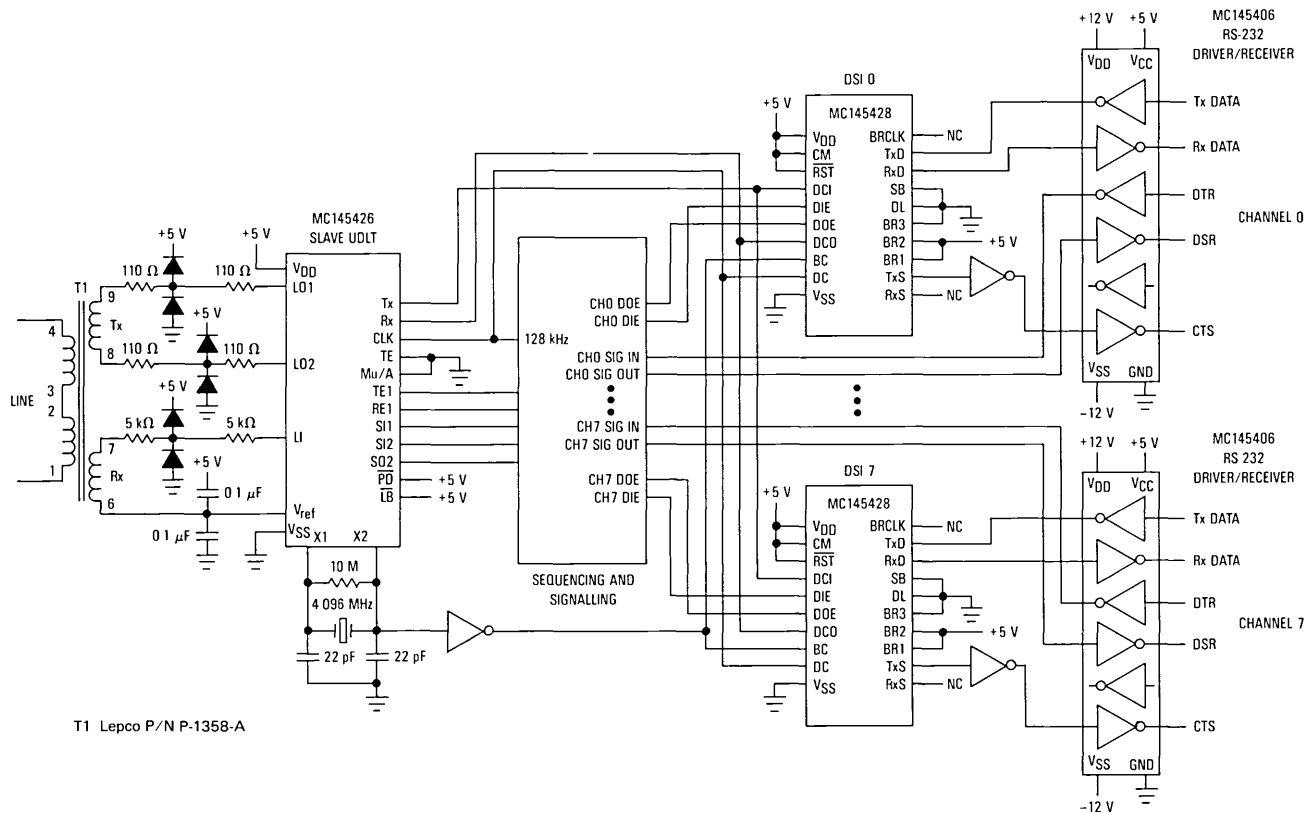 +12 V
+5 V
MC145406
RS-232
DRIVER/RECEIVER
VDD
VCC
Tx DATA
Rx DATA
DTR
DSR
CTS
VSS
GND
-12 V
CHANNEL 0
DSI 0
+5 V
MC145428
VDD
CM
RST
DCI
DIE
DOE
DCO
BC
DC
VSS
BRCLK
NC
TxD
RxD
SB
DL
BR3
BR2
+5 V
BR1
TxS
RxS
NC
MC145426
SLAVE UDLT
+5 V
+5 V
VDD
110 Ω
110 Ω
LO1
T1
9
Tx
+5 V
110 Ω
110 Ω
8
LO2
4
3
LINE
2
1
+5 V
5 kΩ
5 kΩ
7
LI
Rx
+5 V
6
0 1 µF
0 1 µF
Vref
VSS
X1
X2
Tx
Rx
CLK
TE
Mu/A
TE1
RE1
SI1
SI2
SO2
PD
+5 V
LB
+5 V
CH0 DOE
CH0 DIE
128 kHz
CH0 SIG IN
CH0 SIG OUT
CH7 SIG IN
CH7 SIG OUT
CH7 DOE
CH7 DIE
SEQUENCING AND
SIGNALLING
10 M
4 096 MHz
22 pF
22 pF
DSI 7
+5 V
MC145428
VDD
CM
RST
DCI
DIE
DOE
DCO
BC
DC
VSS
BRCLK
NC
TxD
RxD
SB
DL
BR3
BR2
+5 V
BR1
TxS
RxS
NC
+12 V
+5 V
MC145406
RS 232
DRIVER/RECEIVER
VDD
VCC
Tx DATA
Rx DATA
DTR
DSR
CTS
VSS
GND
-12 V
CHANNEL 7
T1 Lepco P/N P-1358-A